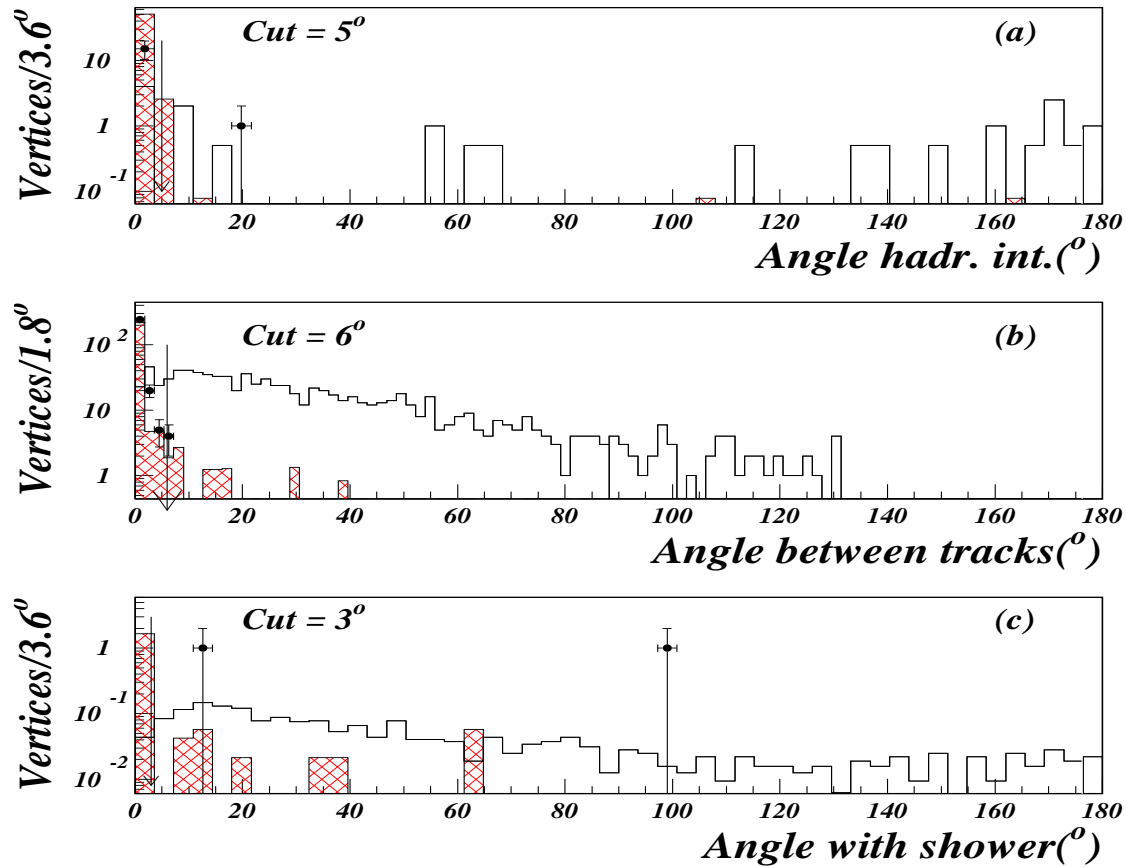 Cut = 5° (a)
Vertices/3.6°
10
1
10 -1
0 20 40 60 80 100 120 140 160 180
Angle hadr. int.(°)
Cut = 6° (b)
Vertices/1.8°
10 2
10
1
0 20 40 60 80 100 120 140 160 180
Angle between tracks(°)
Cut = 3° (c)
Vertices/3.6°
1
10 -1
10 -2
0 20 40 60 80 100 120 140 160 180
Angle with shower(°)